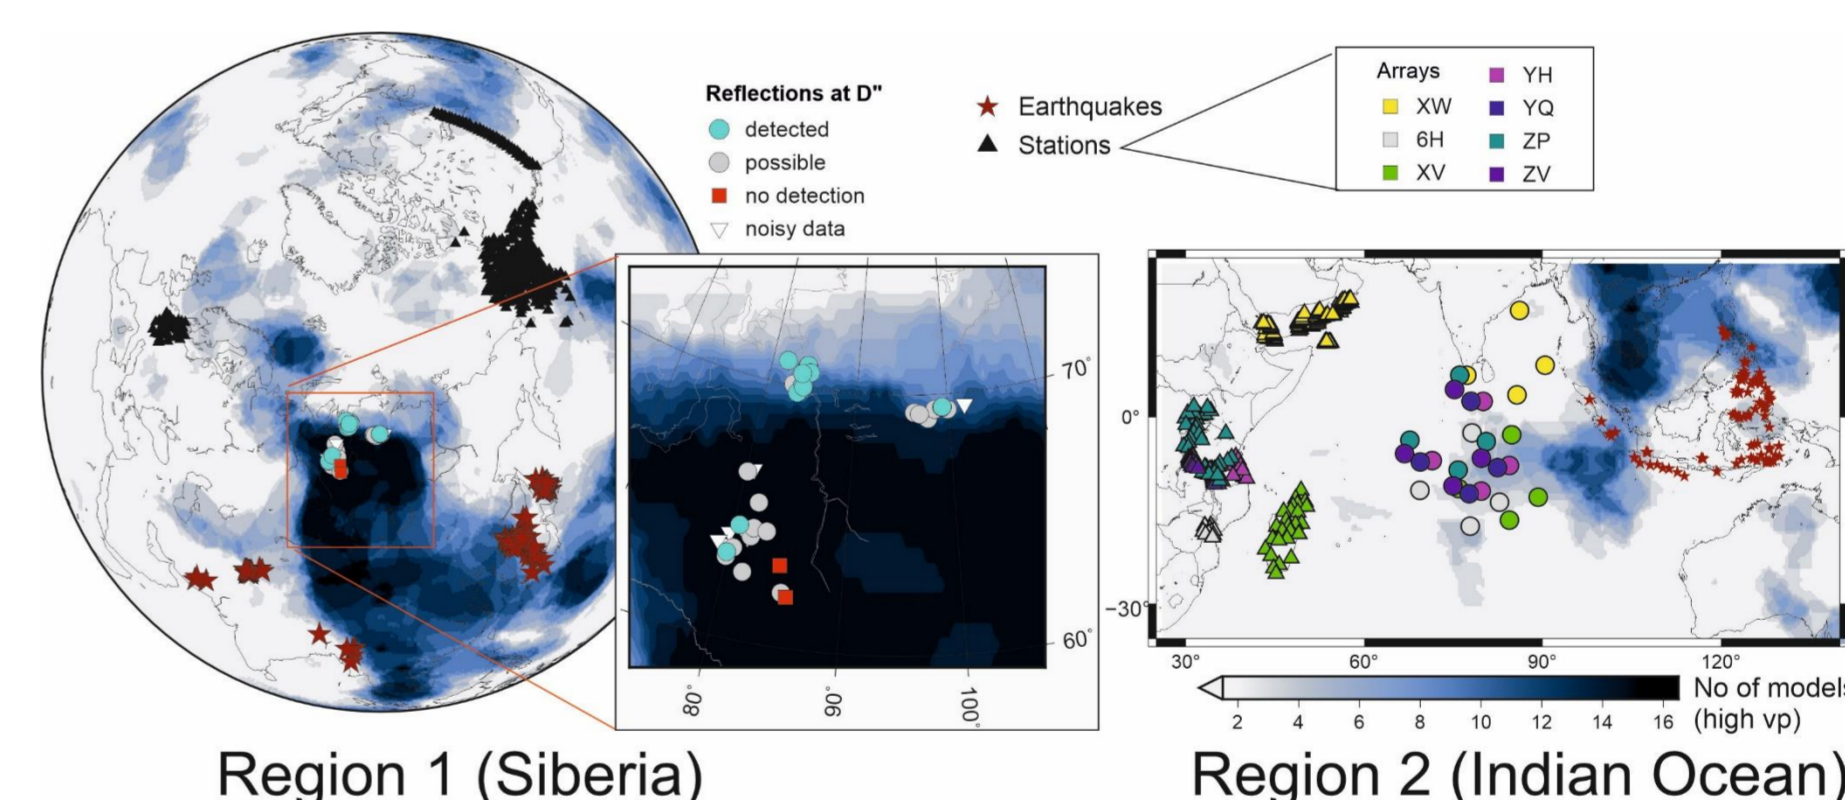 Reflections at D"
detected
possible
no detection
noisy data
Earthquakes
Stations
Arrays
XW
6H
XV
YH
YQ
ZP
ZV
70°
60°
80°
90°
100°
0°
−30°
30°
60°
90°
120°
2 4 6 8 10 12 14 16
No of models
(high vp)
Region 1 (Siberia)
Region 2 (Indian Ocean)